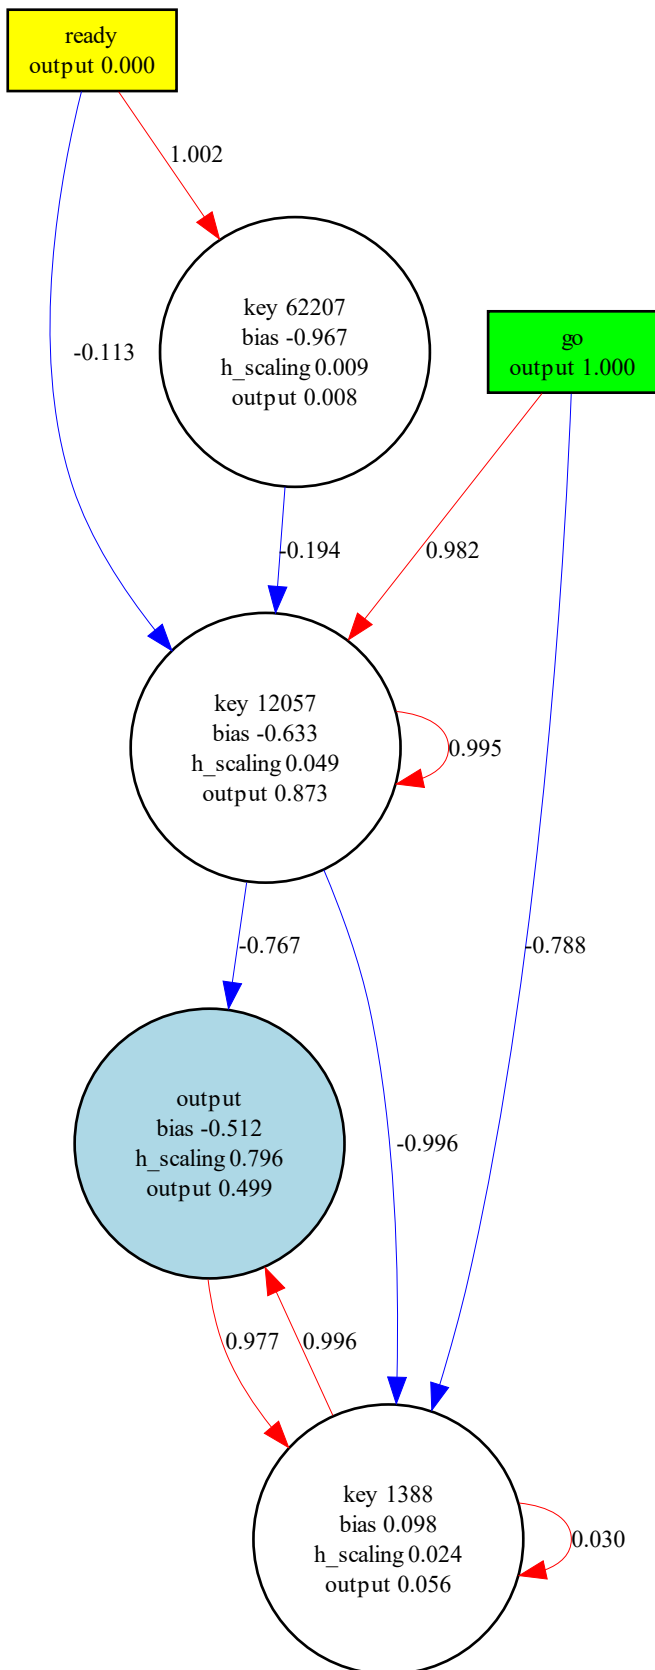 ready
output 0.000
1.002
-0.113
key 62207
bias -0.967
h_scaling 0.009
output 0.008
go
output 1.000
-0.194
0.982
key 12057
bias -0.633
h_scaling 0.049
output 0.873
0.995
-0.767
-0.788
output
bias -0.512
h_scaling 0.796
output 0.499
-0.996
0.977
0.996
key 1388
bias 0.098
h_scaling 0.024
output 0.056
0.030